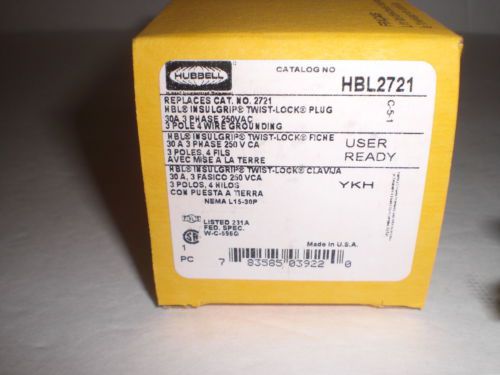 CATALOG NO
HUBBELL
HBL2721
REPLACES CAT. NO. 2721
HBL® INSULGRIP® TWIST-LOCK® PLUG
30A 3 PHASE 250VAC
3 POLE 4 WIRE GROUNDING
C-5-1
HBL® INSULGRIP® TWIST-LOCK® FICHE
30 A 3 PHASE 250 V CA
3 POLES, 4 FILS
AVEC MISE A LA TERRE
USER
READY
HBL® INSULGRIP® TWIST-LOCK® CLAVIJA
30 A, 3 FASICO 250 VCA
3 POLOS, 4 HILOS
CON PUESTA A TIERRA
YKH
NEMA L15-30P
LISTED 231A
FED. SPEC.
W-C-596G
Made in U.S.A.
1
PC
7 83585 03922 0